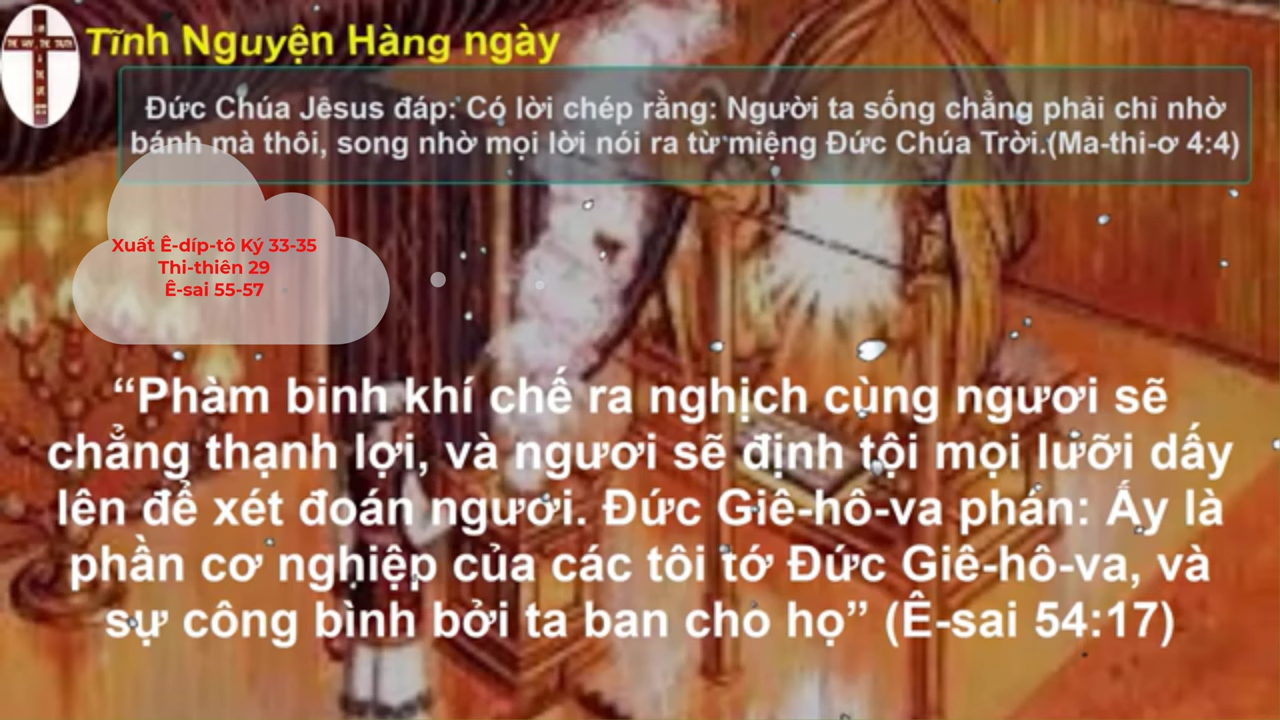 Tĩnh Nguyện Hàng ngày
Đức Chúa Jêsus đáp: Có lời chép rằng: Người ta sống chẳng phải chỉ nhờ
bánh mà thôi, song nhờ mọi lời nói ra từ miệng Đức Chúa Trời.(Ma-thi-ơ 4:4)
Xuất Ê-díp-tô Ký 33-35
Thi-thiên 29
Ê-sai 55-57
“Phàm binh khí chế ra nghịch cùng ngươi sẽ
chẳng thạnh lợi, và ngươi sẽ định tội mọi lưỡi dấy
lên để xét đoán ngươi. Đức Giê-hô-va phán: Ấy là
phần cơ nghiệp của các tôi tớ Đức Giê-hô-va, và
sự công bình bởi ta ban cho họ” (Ê-sai 54:17)